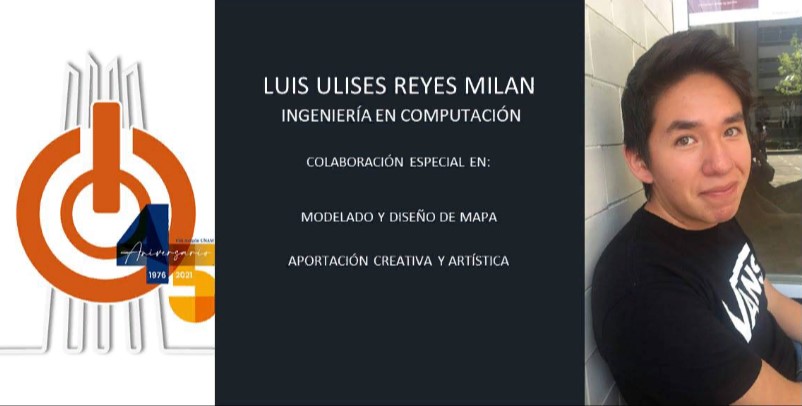 Aniversario
1976 2021
LUIS ULISES REYES MILAN
INGENIERÍA EN COMPUTACIÓN
COLABORACIÓN ESPECIAL EN:
MODELADO Y DISEÑO DE MAPA
APORTACIÓN CREATIVA Y ARTÍSTICA
VANS